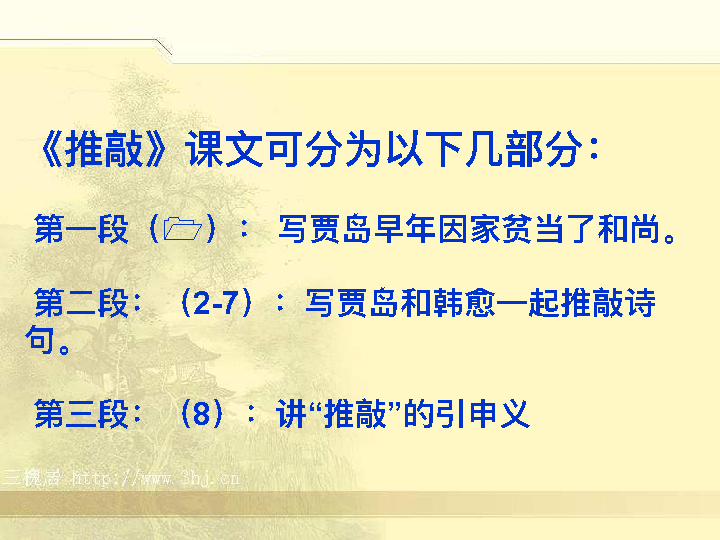 《推敲》课文可分为以下几部分：
第一段（🗁）： 写贾岛早年因家贫当了和尚。
第二段：（2-7）：写贾岛和韩愈一起推敲诗
句。
第三段：（8）：讲“推敲”的引申义
三槐居 http://www.3hj.cn